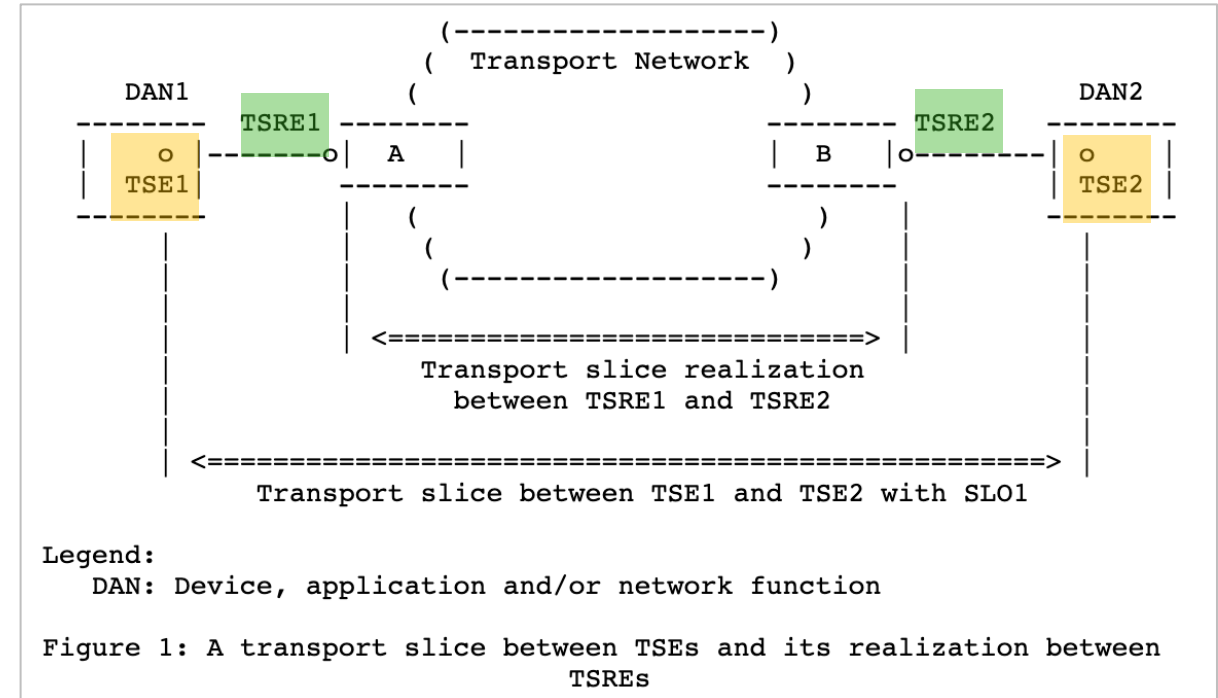 (-------------------)
( Transport Network )
DAN1 ( ) DAN2
-------- TSRE1 -------- -------- TSRE2 --------
| o |-------o| A | | B |o--------| o |
| TSE1| -------- -------- | TSE2 |
-------- | ( ) | --------
| | ( ) | |
| | (-------------------) | |
| | <=============================> | |
| Transport slice realization |
| between TSRE1 and TSRE2 |
| <===================================================> |
Transport slice between TSE1 and TSE2 with SLO1
Legend:
DAN: Device, application and/or network function
Figure 1: A transport slice between TSEs and its realization between
TSREs